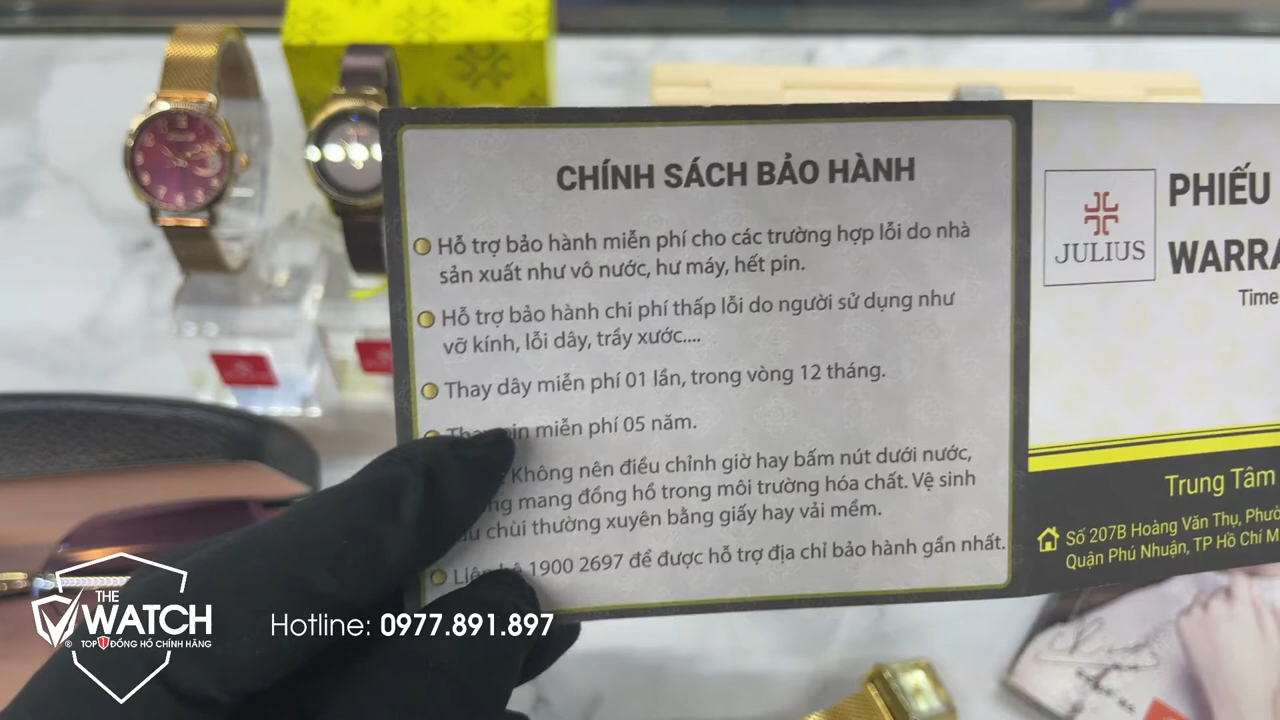 CHÍNH SÁCH BẢO HÀNH
Hỗ trợ bảo hành miễn phí cho các trường hợp lỗi do nhà
sản xuất như vô nước, hư máy, hết pin.
Hỗ trợ bảo hành chi phí thấp lỗi do người sử dụng như
vỡ kính, lỗi dây, trầy xước....
Thay dây miễn phí 01 lần, trong vòng 12 tháng.
miễn phí 05 năm.
Không nên điều chỉnh giờ hay bấm nút dưới nước,
mang đồng hồ trong môi trường hóa chất. Vệ sinh
chùi thường xuyên bằng giấy hay vải mềm.
1900 2697 để được hỗ trợ địa chỉ bảo hành gần nhất.
JULIUS
PHIẾU
Time
Trung Tâm
Số 207B Hoàng Văn Thụ,
Quận Phú Nhuận, TP Hồ Chí
THE
WATCH
®
TOP 1 ĐỒNG HỒ CHÍNH HÃNG
Hotline: 0977.891.897